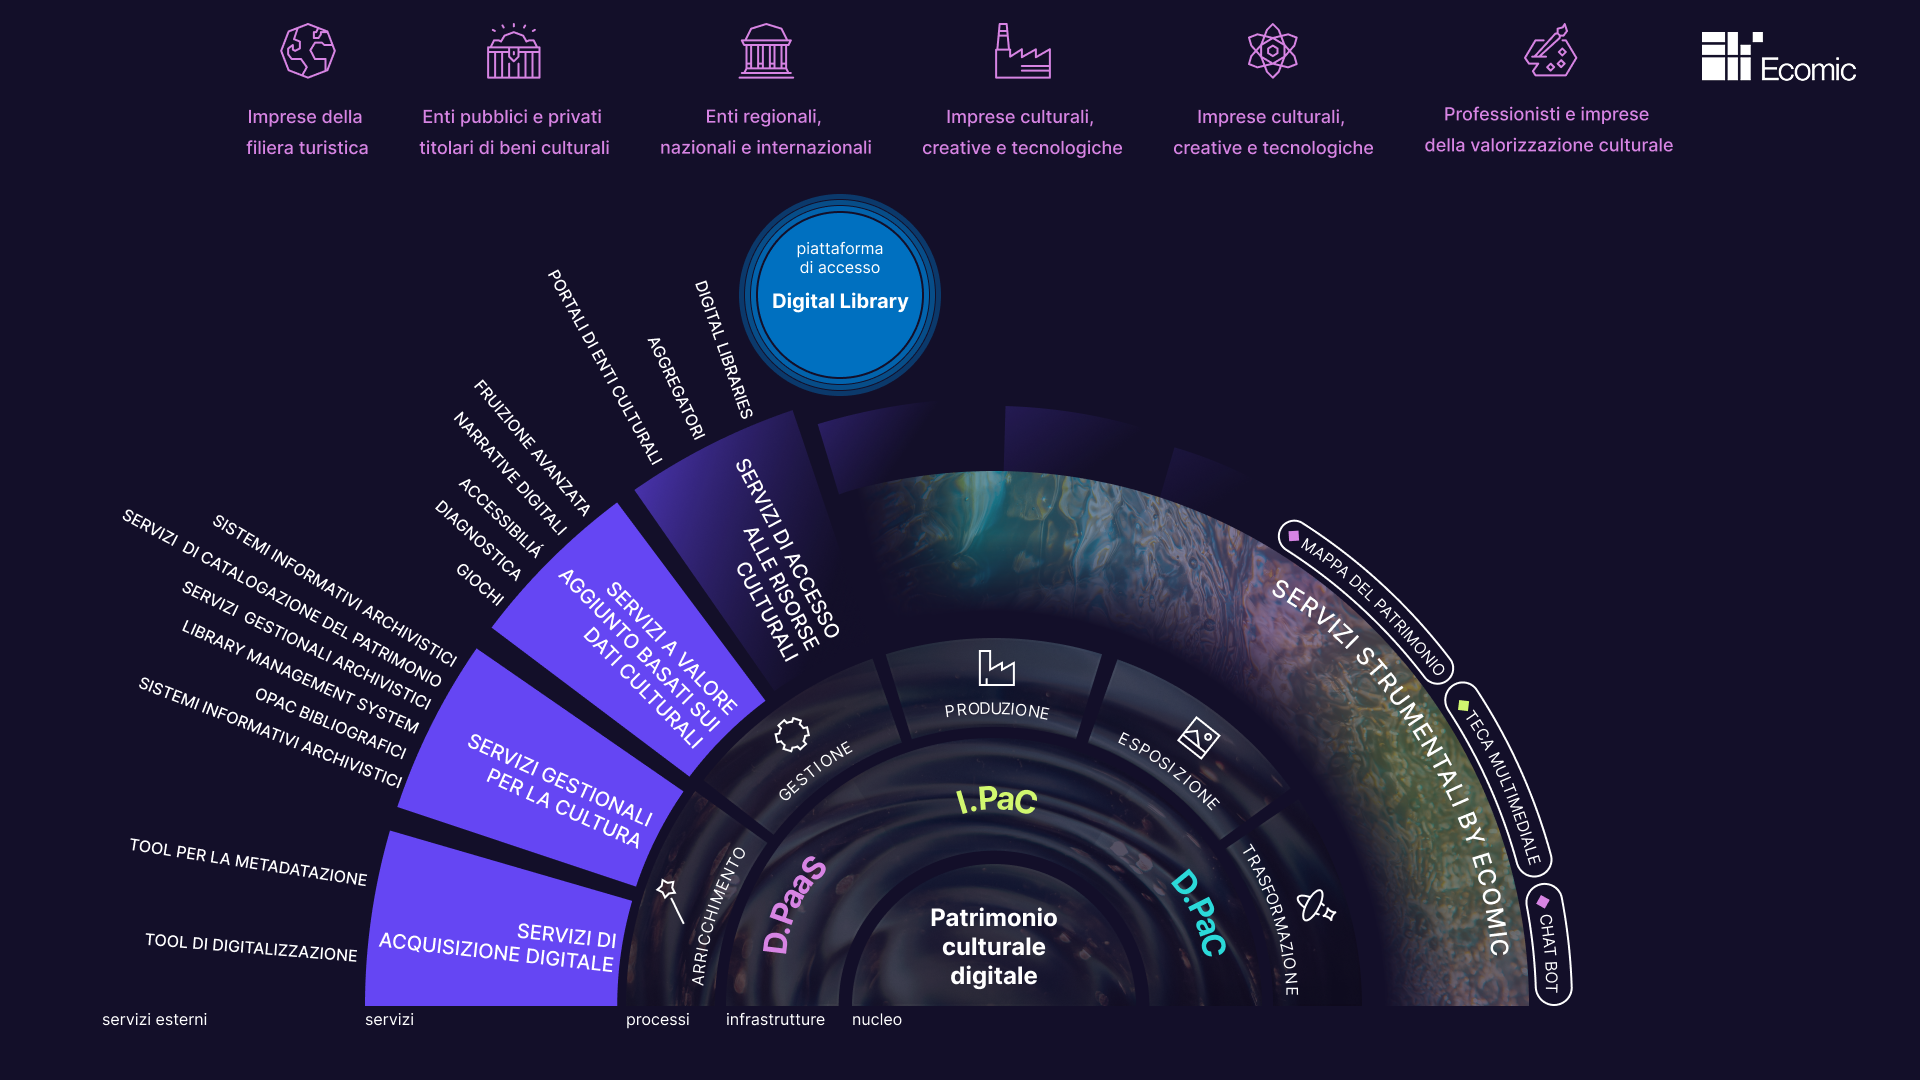 Imprese della
filiera turistica
Enti pubblici e privati
titolari di beni culturali
Enti regionali,
nazionali e internazionali
Imprese culturali,
creative e tecnologiche
Imprese culturali,
creative e tecnologiche
Professionisti e imprese
della valorizzazione culturale
Ecomic
piattaforma
di accesso
Digital Library
DIGITAL LIBRARIES
AGGREGATORI
PORTALI DI ENTI CULTURALI
SERVIZI DI ACCESSO
ALLE RISORSE
CULTURALI
FRUIZIONE AVANZATA
NARRATIVE DIGITALI
ACCESSIBILIÁ
DIAGNOSTICA
GIOCHI
SERVIZI A VALORE
AGGIUNTO BASATI SUI
DATI CULTURALI
SISTEMI INFORMATIVI ARCHIVISTICI
SERVIZI DI CATALOGAZIONE DEL PATRIMONIO
SERVIZI GESTIONALI ARCHIVISTICI
LIBRARY MANAGEMENT SYSTEM
OPAC BIBLIOGRAFICI
SISTEMI INFORMATIVI ARCHIVISTICI
SERVIZI GESTIONALI
PER LA CULTURA
TOOL PER LA METADATAZIONE
TOOL DI DIGITALIZZAZIONE
SERVIZI DI
ACQUISIZIONE DIGITALE
ARRICCHIMENTO
GESTIONE
PRODUZIONE
ESPOSIZIONE
TRASFORMAZIONE
D.PaaS
I.PaC
D.PaC
Patrimonio
culturale
digitale
SERVIZI STRUMENTALI BY ECOMIC
MAPPA DEL PATRIMONIO
TECA MULTIMEDIALE
CHAT BOT
servizi esterni
servizi
processi
infrastrutture
nucleo